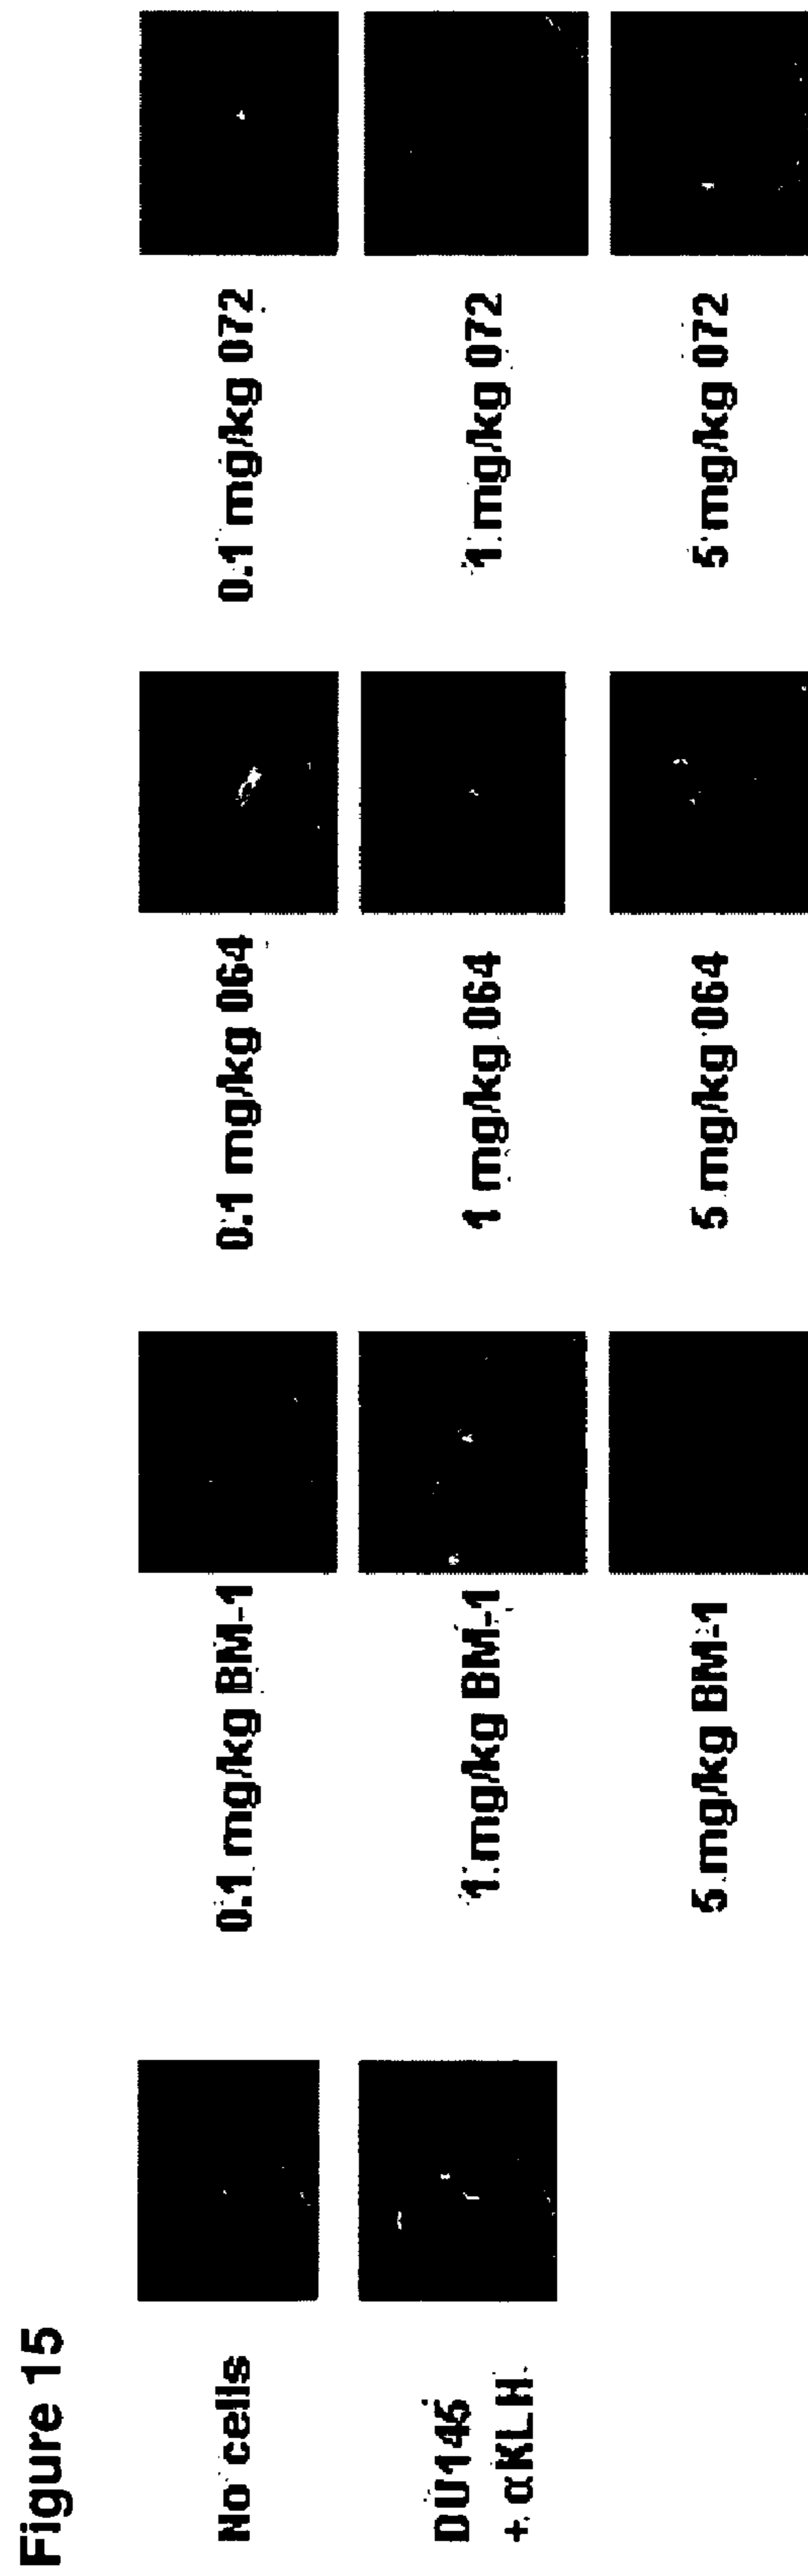 Figure 15
No cells
0.1 mg/kg BM-1
0.1 mg/kg 064
0.1 mg/kg 072
DU145
+ αKLH
1 mg/kg BM-1
1 mg/kg 064
1 mg/kg 072
5 mg/kg BM-1
5 mg/kg 064
5 mg/kg 072